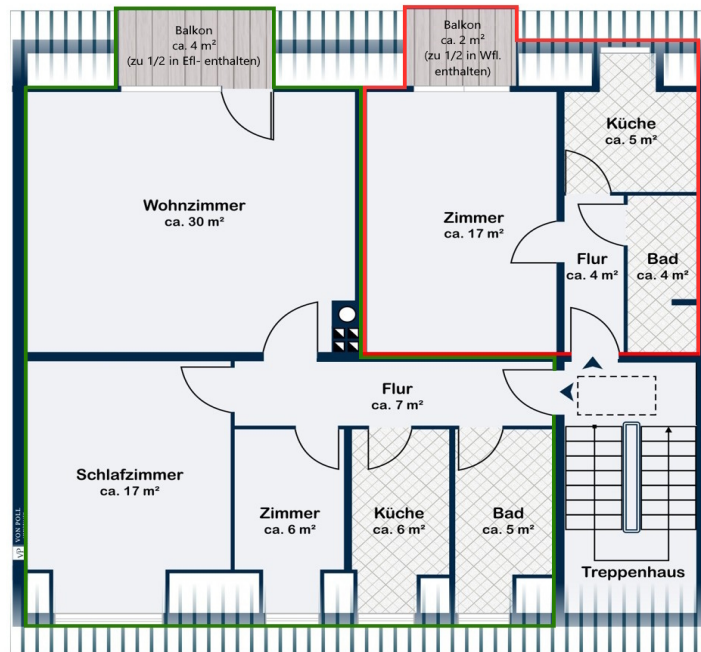 Balkon
ca. 4 m²
(zu 1/2 in Efl- enthalten)
Balkon
ca. 2 m²
(zu 1/2 in Wfl.
enthalten)
Küche
ca. 5 m²
Wohnzimmer
ca. 30 m²
Zimmer
ca. 17 m²
Flur
ca. 4 m²
Bad
ca. 4 m²
Flur
ca. 7 m²
Schlafzimmer
ca. 17 m²
Zimmer
ca. 6 m²
Küche
ca. 6 m²
Bad
ca. 5 m²
Treppenhaus
VP VON POLL